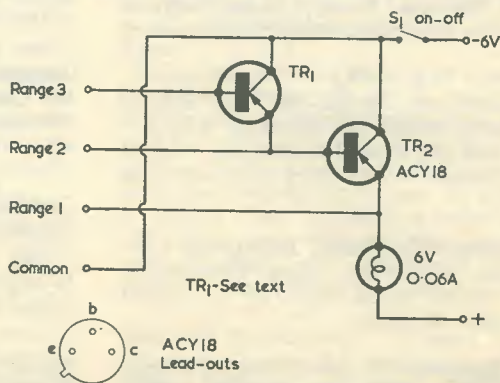 S1 on-off
-6V
TR1
Range 3
Range 2
TR2
ACY18
Range 1
6V
0·06A
Common
TR1-See text
+
b
e
c
ACY18
Lead-outs